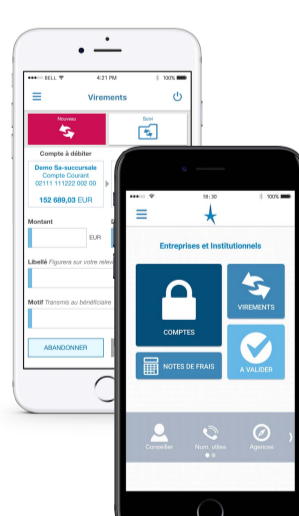 BELL 4:21 PM 100%
Virements
Nouveau Suivi
Compte à débiter
Demo Sa-succursale
Compte Courant
02111 111222 002 00
152 689,03 EUR
Montant
EUR
Libellé Figurera sur votre relev
Motif Transmis au bénéficiaire
ABANDONNER
18:30 100%
Entreprises et Institutionnels
COMPTES
VIREMENTS
NOTES DE FRAIS
A VALIDER
Conseiller Num. utiles Agences